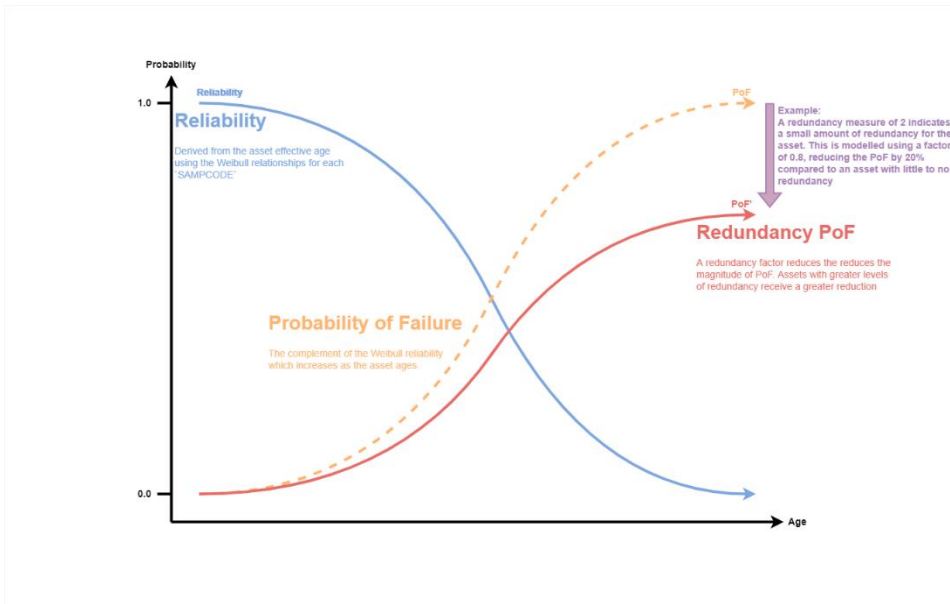 Probability
1.0
Reliability
Reliability
Derived from the asset effective age
using the Weibull relationships for each
`SAMPCODE`
PoF
Example:
A redundancy measure of 2 indicates
a small amount of redundancy for the
asset. This is modelled using a factor
of 0.8, reducing the PoF by 20%
compared to an asset with little to no
redundancy
PoF'
Redundancy PoF
A redundancy factor reduces the reduces the
magnitude of PoF. Assets with greater levels
of redundancy receive a greater reduction
Probability of Failure
The complement of the Weibull reliability
which increases as the asset ages.
0.0
Age